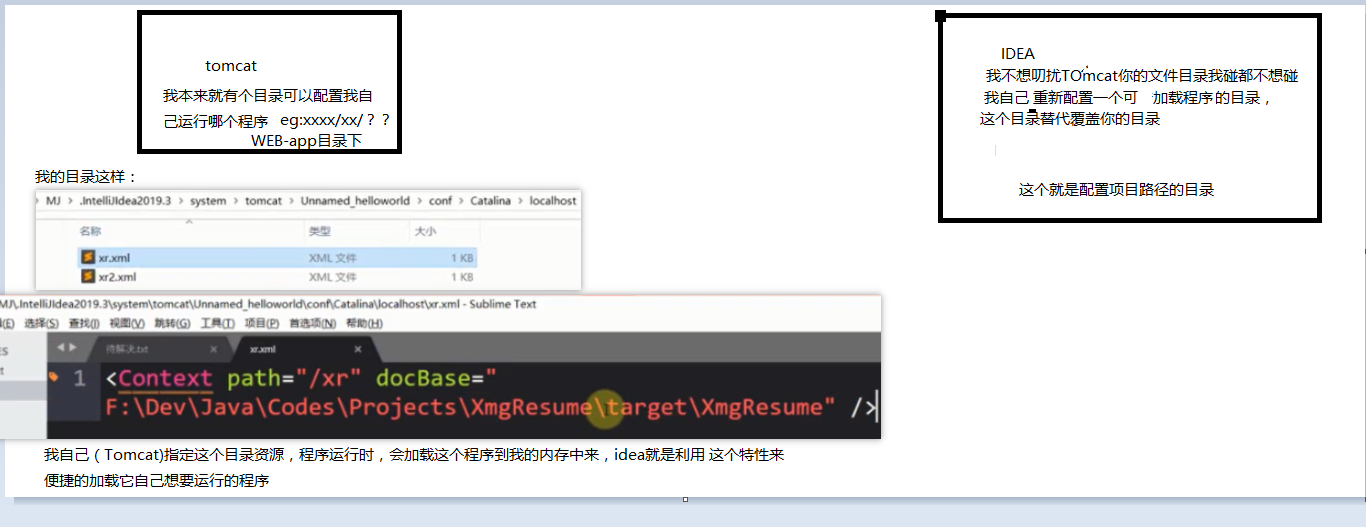 tomcat
我本来就有个目录可以配置我自
己运行哪个程序 eg:xxxx/xx/？？
WEB-app目录下
IDEA
我不想叨扰TOmcat你的文件目录我碰都不想碰
我自己 重新配置一个可 加载程序 的目录，
这个目录替代覆盖你的目录
这个就是配置项目路径的目录
我的目录这样：
› MJ › .IntelliJIdea2019.3 › system › tomcat › Unnamed_helloworld › conf › Catalina › localhost
名称 类型 大小
xr.xml XML 文件 1 KB
xr2.xml XML 文件 1 KB
MJ\.IntelliJIdea2019.3\system\tomcat\Unnamed_helloworld\conf\Catalina\localhost\xr.xml - Sublime Text
(E) 选择(S) 查找(I) 视图(V) 跳转(G) 工具(T) 项目(P) 首选项(N) 帮助(H)
ES
待解决.txt × xr.xml ×
t
1 <Context path="/xr" docBase="
F:\Dev\Java\Codes\Projects\XmgResume\target\XmgResume" />
我自己（Tomcat)指定这个目录资源，程序运行时，会加载这个程序到我的内存中来，idea就是利用 这个特性来
便捷的加载它自己想要运行的程序